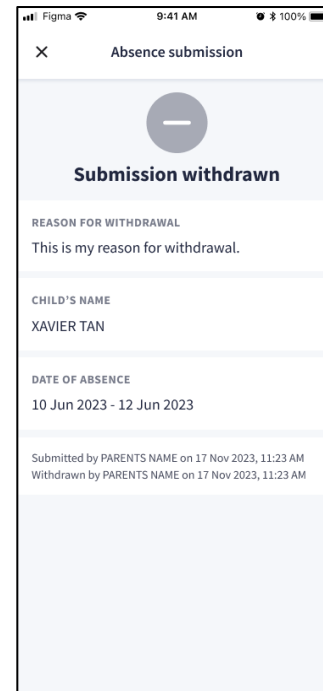 Figma
9:41 AM
100%
Absence submission
Submission withdrawn
REASON FOR WITHDRAWAL
This is my reason for withdrawal.
CHILD'S NAME
XAVIER TAN
DATE OF ABSENCE
10 Jun 2023 - 12 Jun 2023
Submitted by PARENTS NAME on 17 Nov 2023, 11:23 AM
Withdrawn by PARENTS NAME on 17 Nov 2023, 11:23 AM